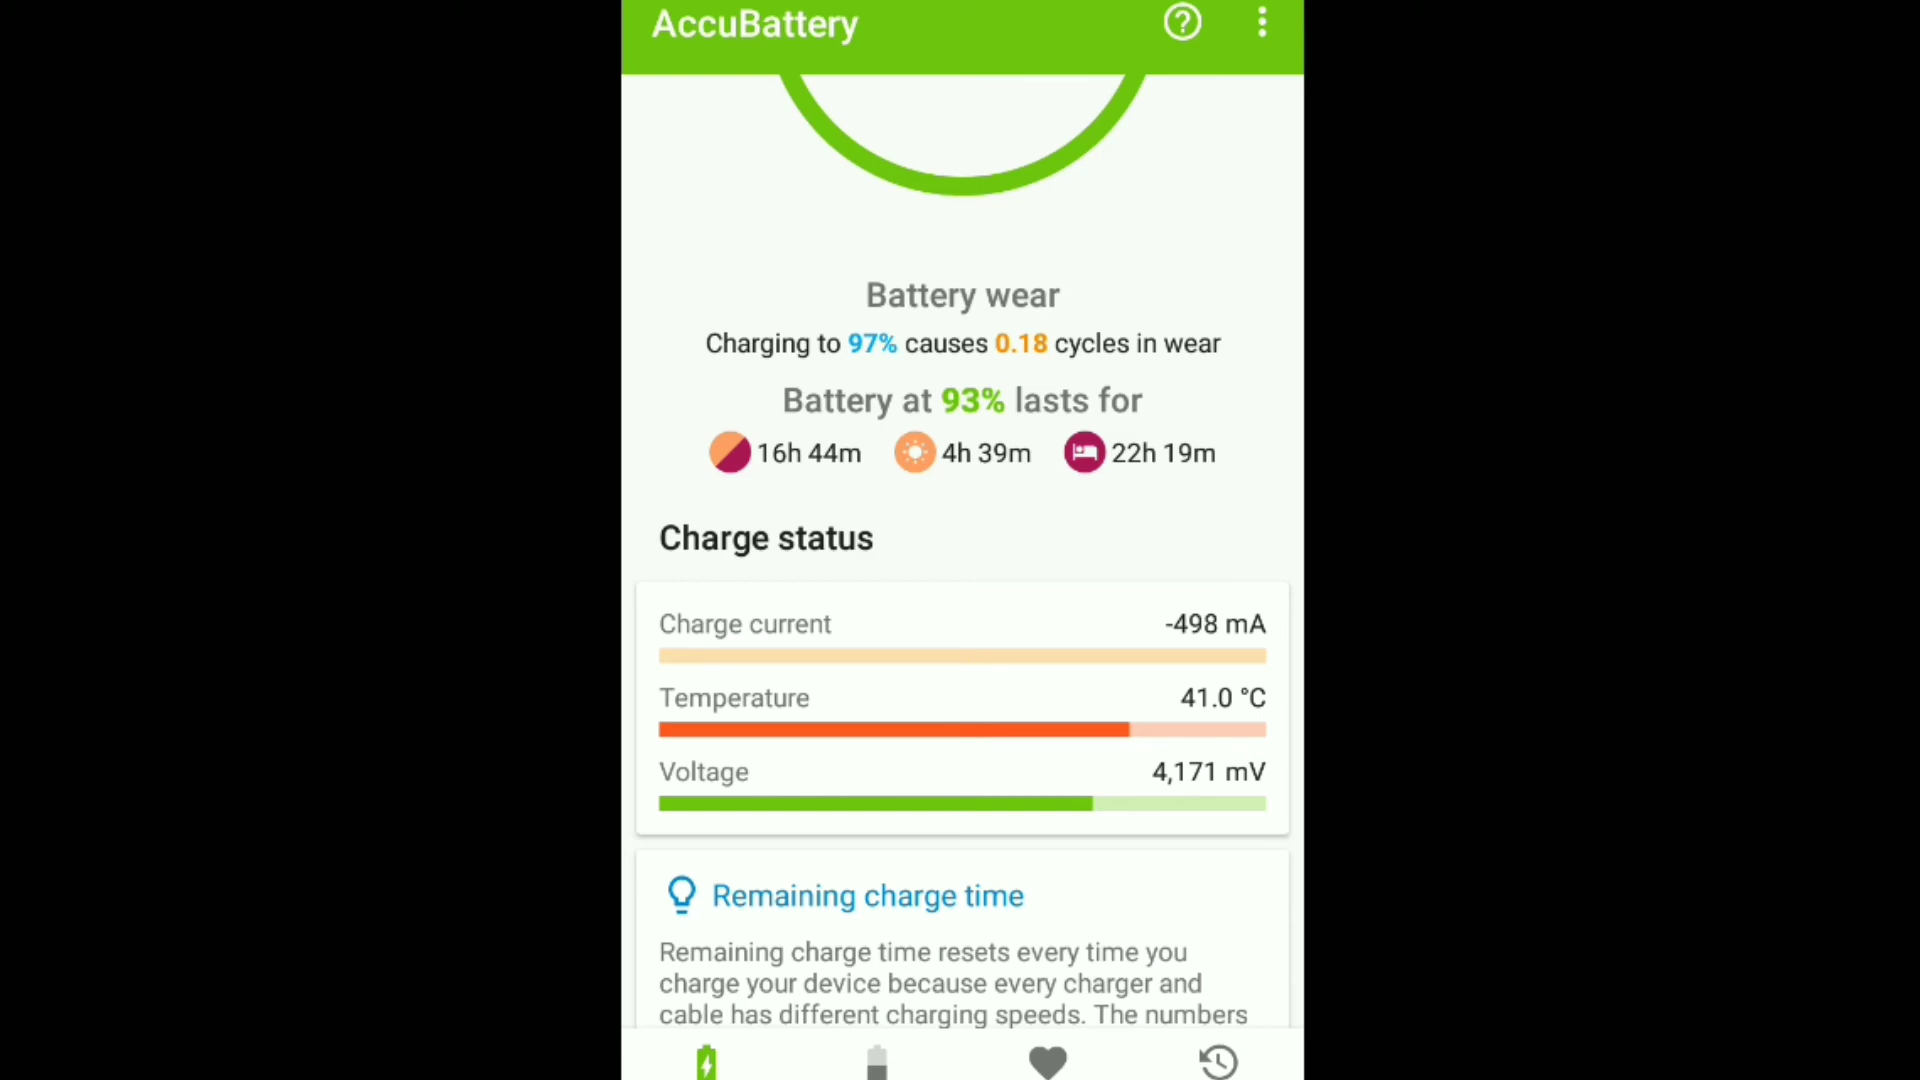 AccuBattery
Battery wear
Charging to 97% causes 0.18 cycles in wear
Battery at 93% lasts for
16h 44m 4h 39m 22h 19m
Charge status
Charge current -498 mA
Temperature 41.0 °C
Voltage 4,171 mV
Remaining charge time
Remaining charge time resets every time you
charge your device because every charger and
cable has different charging speeds. The numbers